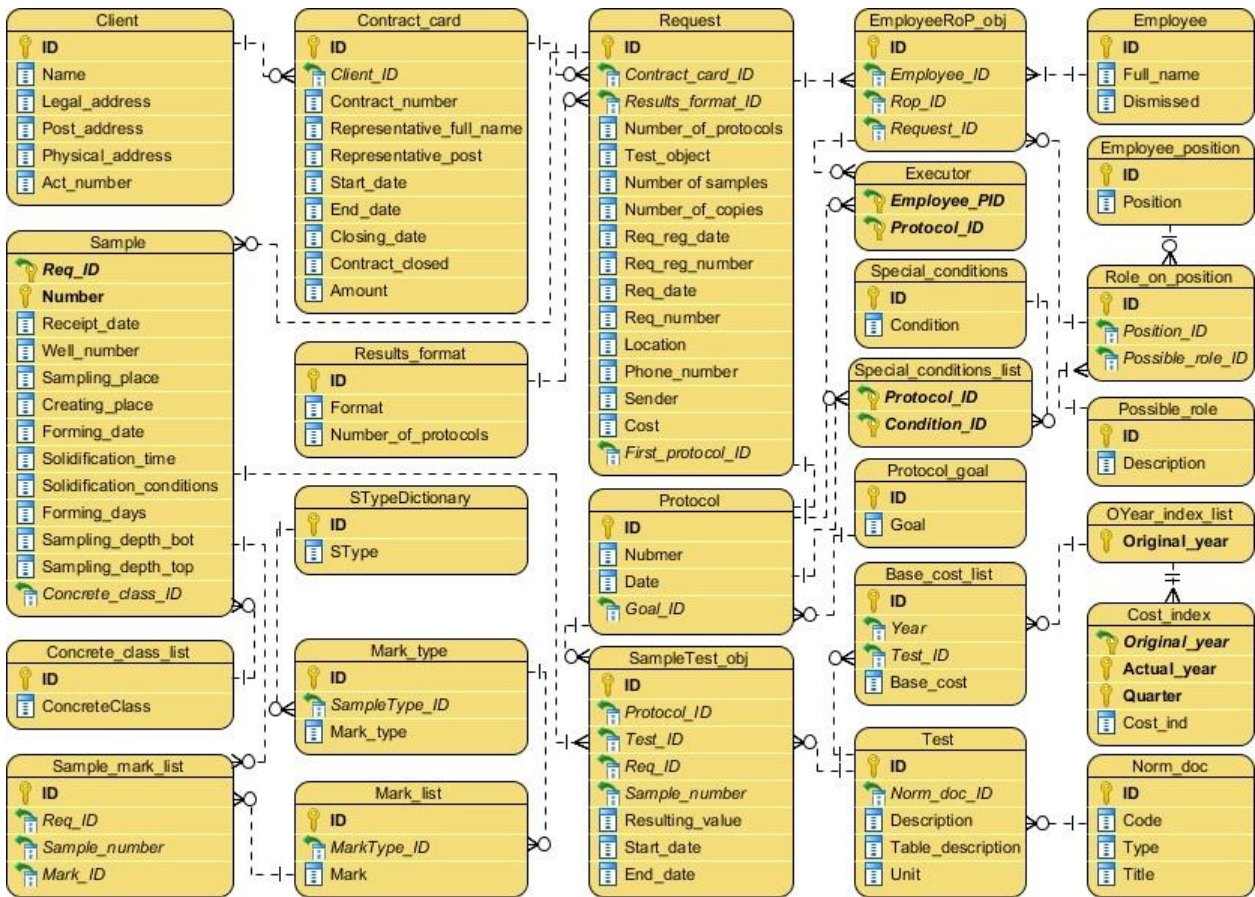 Client
ID
Name
Legal_address
Post_address
Physical_address
Act_number
Contract_card
ID
Client_ID
Contract_number
Representative_full_name
Representative_post
Start_date
End_date
Closing_date
Contract_closed
Amount
Request
ID
Contract_card_ID
Results_format_ID
Number_of_protocols
Test_object
Number of samples
Number_of_copies
Req_reg_date
Req_reg_number
Req_date
Req_number
Location
Phone_number
Sender
Cost
First_protocol_ID
EmployeeRoP_obj
ID
Employee_ID
Rop_ID
Request_ID
Employee
ID
Full_name
Dismissed
Employee_position
ID
Position
Executor
Employee_PID
Protocol_ID
Sample
Req_ID
Number
Receipt_date
Well_number
Sampling_place
Creating_place
Forming_date
Solidification_time
Solidification_conditions
Forming_days
Sampling_depth_bot
Sampling_depth_top
Concrete_class_ID
Special_conditions
ID
Condition
Role_on_position
ID
Position_ID
Possible_role_ID
Results_format
ID
Format
Number_of_protocols
Special_conditions_list
Protocol_ID
Condition_ID
Possible_role
ID
Description
STypeDictionary
ID
SType
Protocol
ID
Nubmer
Date
Goal_ID
Protocol_goal
ID
Goal
OYear_index_list
Original_year
Base_cost_list
ID
Year
Test_ID
Base_cost
Cost_index
Original_year
Actual_year
Quarter
Cost_ind
Concrete_class_list
ID
ConcreteClass
Mark_type
ID
SampleType_ID
Mark_type
SampleTest_obj
ID
Protocol_ID
Test_ID
Req_ID
Sample_number
Resulting_value
Start_date
End_date
Test
ID
Norm_doc_ID
Description
Table_description
Unit
Norm_doc
ID
Code
Type
Title
Sample_mark_list
ID
Req_ID
Sample_number
Mark_ID
Mark_list
ID
MarkType_ID
Mark